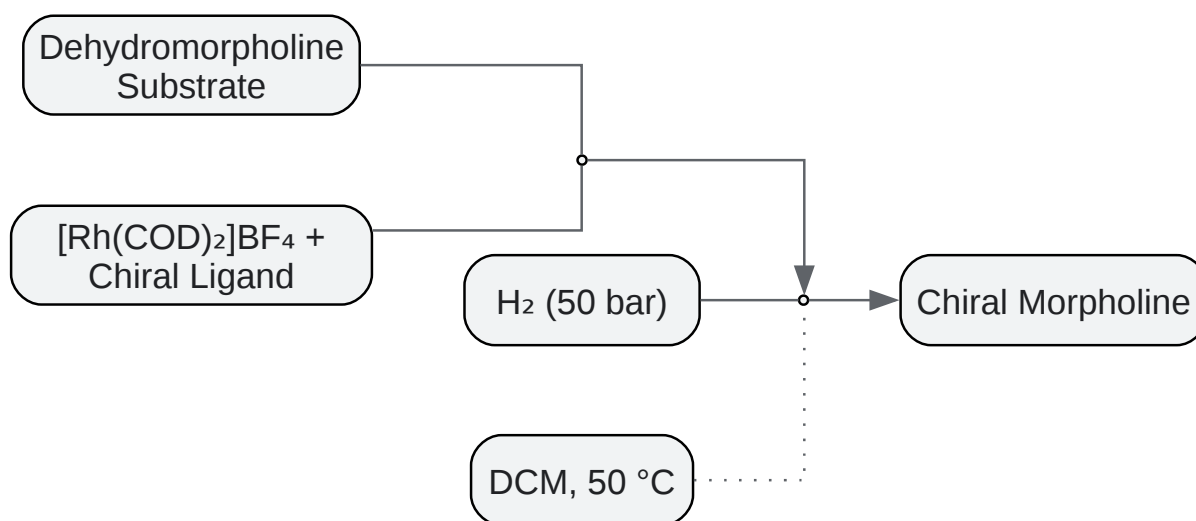 Dehydromorpholine
Substrate
[Rh(COD)₂]BF₄ +
Chiral Ligand
H₂ (50 bar)
Chiral Morpholine
DCM, 50 °C